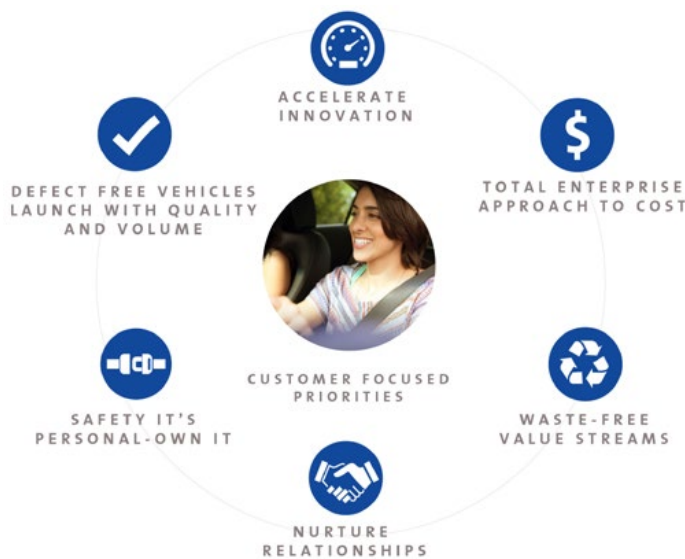 ACCELERATE
INNOVATION
$
TOTAL ENTERPRISE
APPROACH TO COST
DEFECT FREE VEHICLES
LAUNCH WITH QUALITY
AND VOLUME
CUSTOMER FOCUSED
PRIORITIES
SAFETY IT'S
PERSONAL-OWN IT
WASTE-FREE
VALUE STREAMS
NURTURE
RELATIONSHIPS